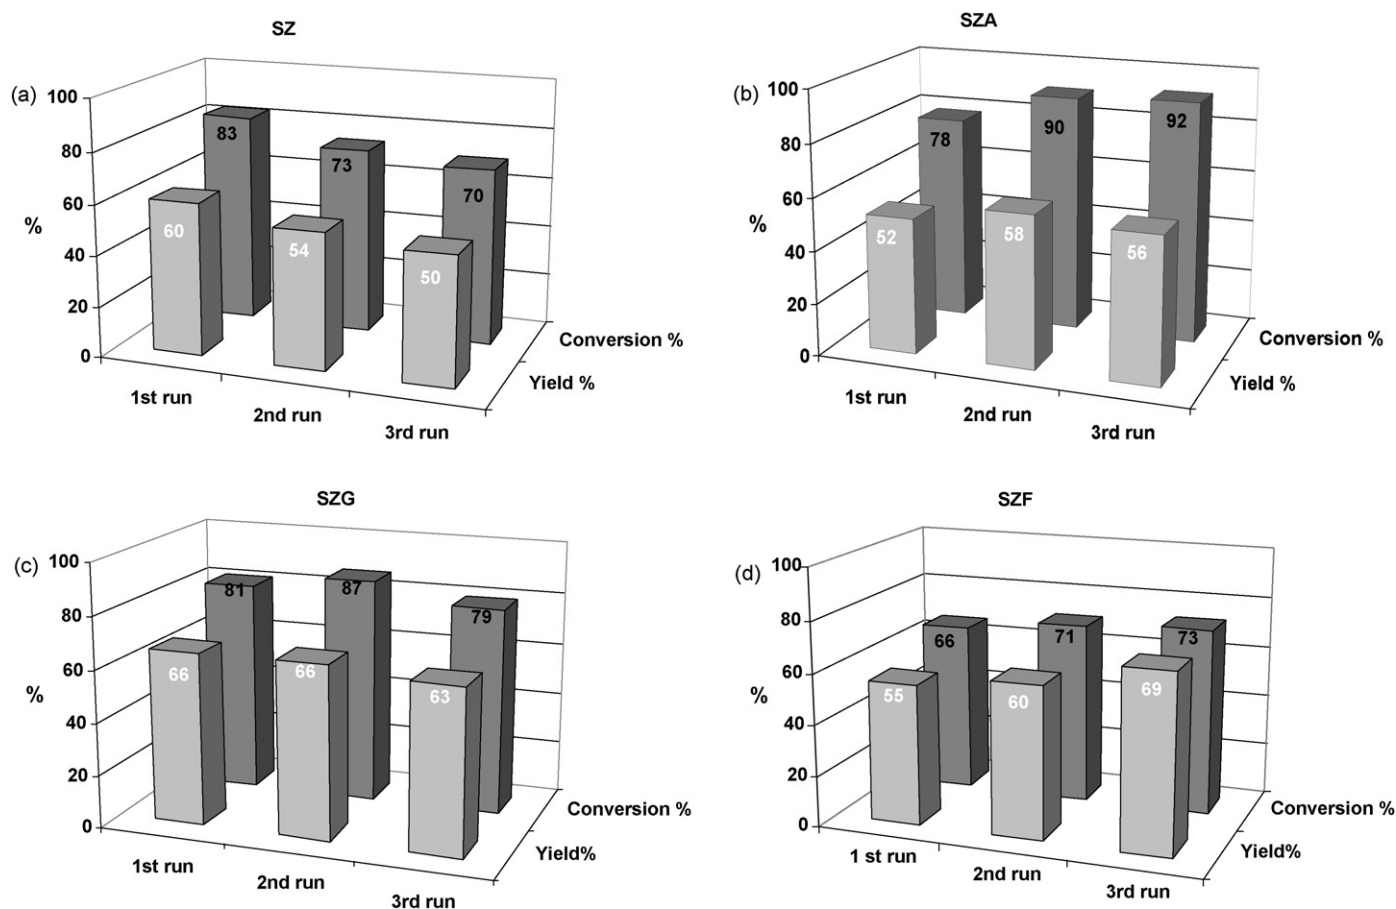 SZ
(a)
100
80
60
40
20
0
%
83
73
70
60
54
50
1st run
2nd run
3rd run
Conversion %
Yield %
SZA
(b)
100
80
60
40
20
0
%
78
90
92
52
58
56
1st run
2nd run
3rd run
Conversion %
Yield %
SZG
(c)
100
80
60
40
20
0
%
81
87
79
66
66
63
1st run
2nd run
3rd run
Conversion %
Yield%
SZF
(d)
100
80
60
40
20
0
%
66
71
73
55
60
69
1 st run
2nd run
3rd run
Conversion %
Yield%